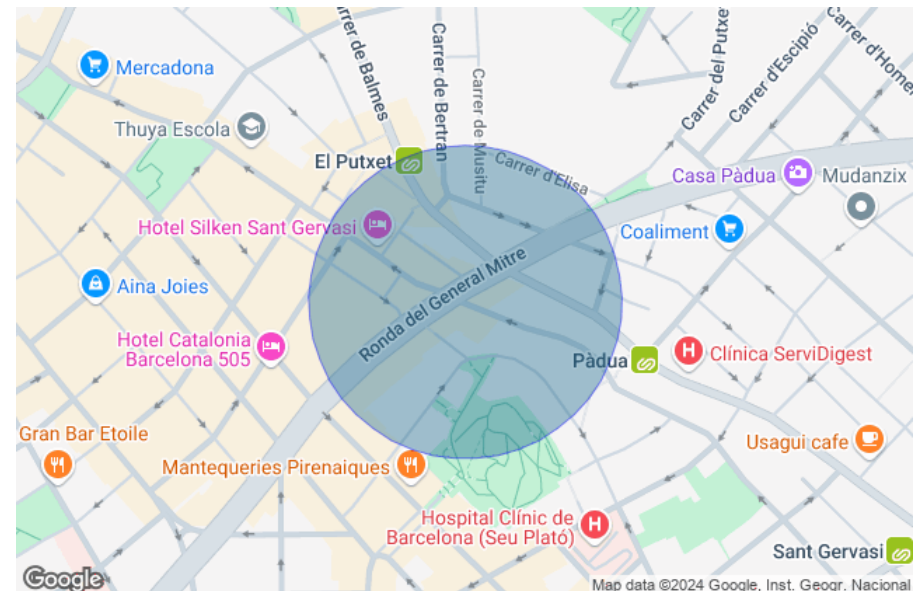 Mercadona
Thuya Escola
Carrer de Balmes
Carrer de Bertran
Carrer de Musitu
Carrer del Putxe
Carrer d'Escipió
Carrer d'Home
El Putxet
Carrer d'Elisa
Casa Pàdua
Mudanzix
Hotel Silken Sant Gervasi
Coaliment
Aina Joies
Ronda del General Mitre
Hotel Catalonia
Barcelona 505
Pàdua
Clínica ServiDigest
Gran Bar Etoile
Mantequeries Pirenaiques
Usagui cafe
Hospital Clínic de
Barcelona (Seu Plató)
Sant Gervasi
Google
Map data ©2024 Google, Inst. Geogr. Nacional